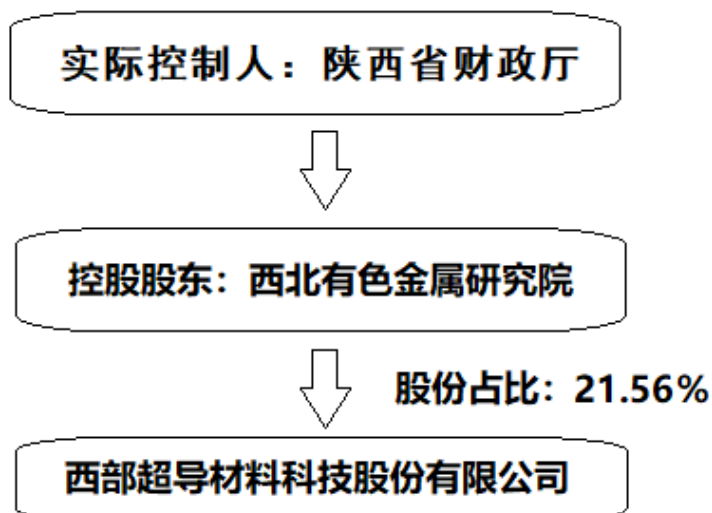 实际控制人：陕西省财政厅
控股股东：西北有色金属研究院
股份占比：21.56%
西部超导材料科技股份有限公司